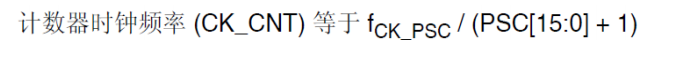 计数器时钟频率 (CK_CNT) 等于 fCK_PSC / (PSC[15:0] + 1)